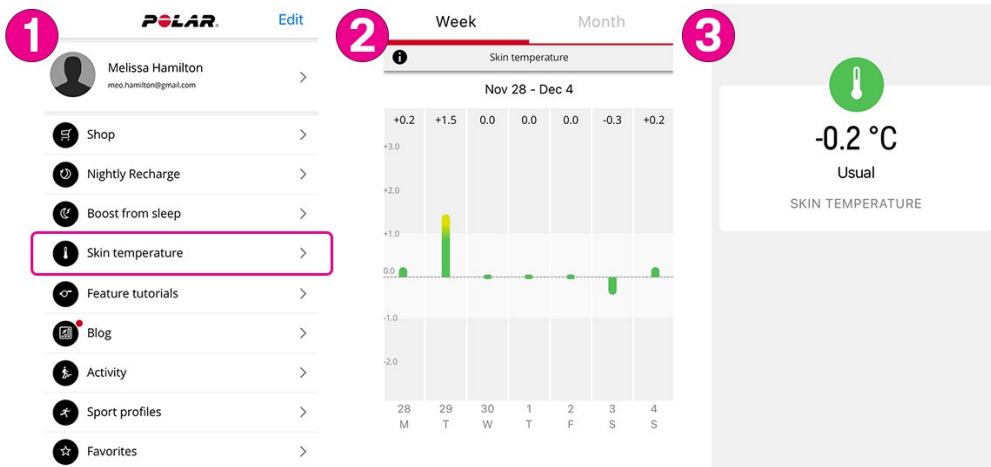 1
POLAR.
Edit
Melissa Hamilton
meo.hamilton@gmail.com
Shop
Nightly Recharge
Boost from sleep
Skin temperature
Feature tutorials
Blog
Activity
Sport profiles
Favorites
2
Week Month
Skin temperature
Nov 28 - Dec 4
+0.2 +1.5 0.0 0.0 0.0 -0.3 +0.2
+3.0
+2.0
+1.0
0.0
-1.0
-2.0
28 29 30 1 2 3 4
M T W T F S S
3
-0.2 °C
Usual
SKIN TEMPERATURE